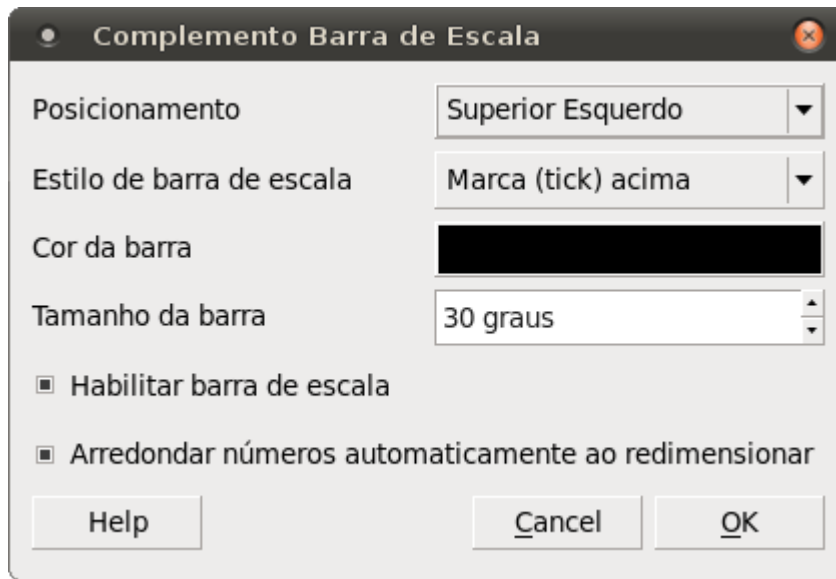 Complemento Barra de Escala
Posicionamento Superior Esquerdo
Estilo de barra de escala Marca (tick) acima
Cor da barra
Tamanho da barra 30 graus
Habilitar barra de escala
Arredondar números automaticamente ao redimensionar
Help Cancel OK